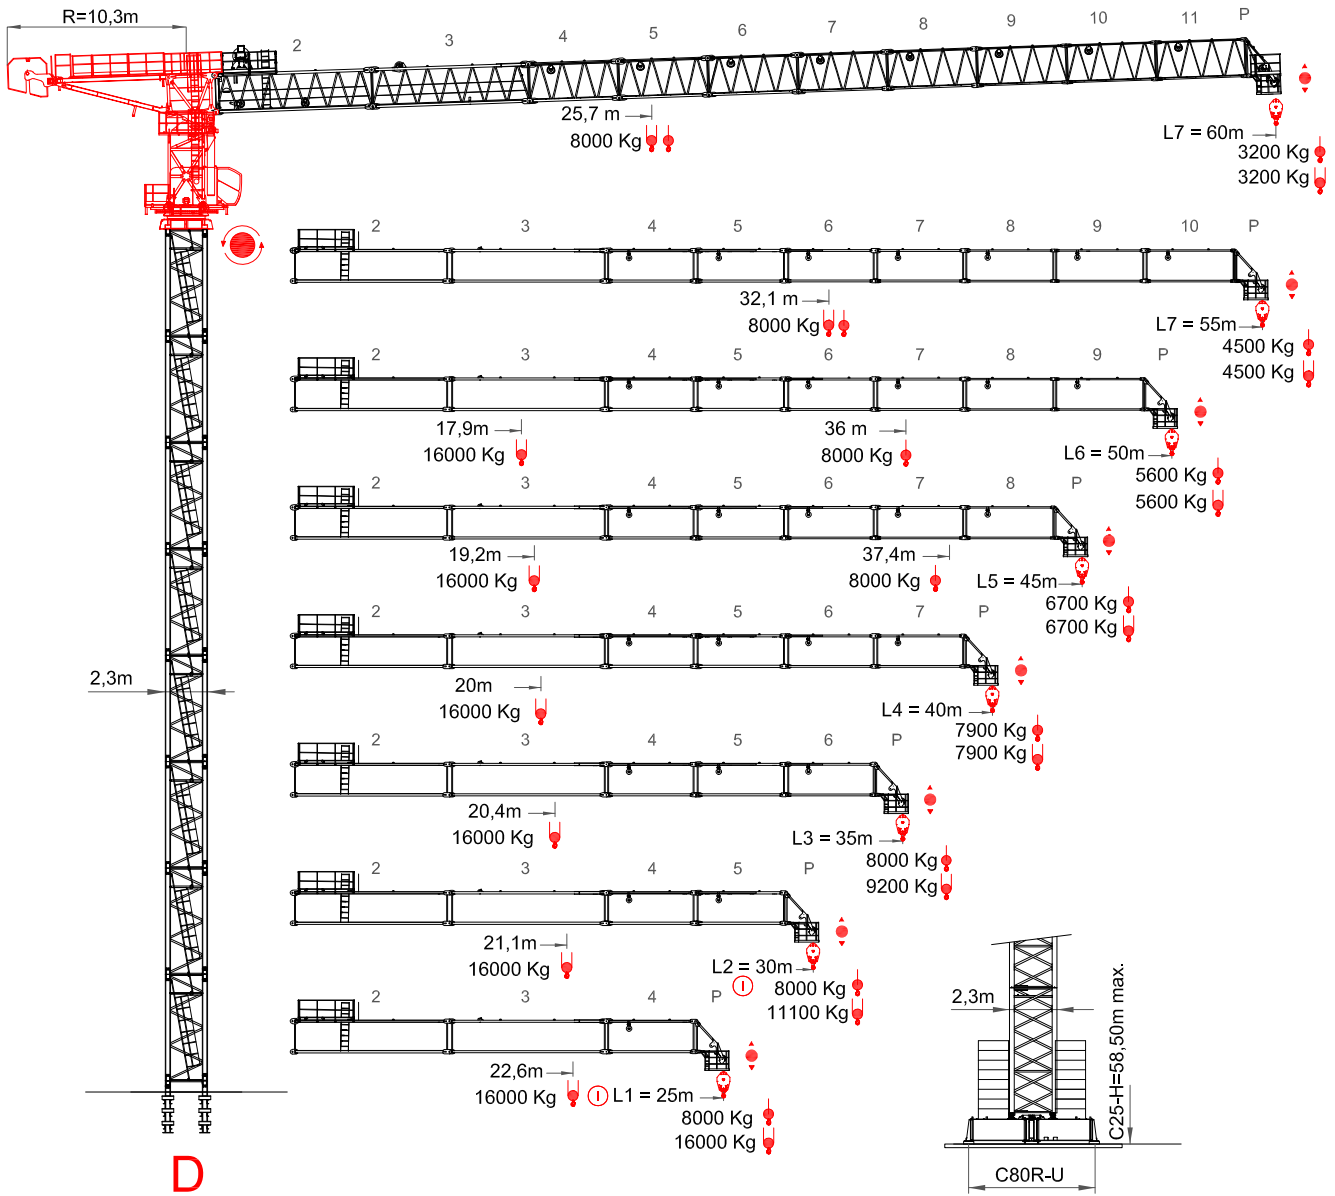 R=10,3m
2 3 4 5 6 7 8 9 10 11 P
25,7 m
8000 Kg
L7 = 60m
3200 Kg
3200 Kg
2 3 4 5 6 7 8 9 10 P
32,1 m
8000 Kg
L7 = 55m
4500 Kg
4500 Kg
2 3 4 5 6 7 8 9 P
17,9m 36 m
16000 Kg 8000 Kg
L6 = 50m
5600 Kg
5600 Kg
2 3 4 5 6 7 8 P
19,2m 37,4m
16000 Kg 8000 Kg
L5 = 45m
6700 Kg
6700 Kg
2 3 4 5 6 7 P
2,3m
20m
16000 Kg
L4 = 40m
7900 Kg
7900 Kg
2 3 4 5 6 P
20,4m
16000 Kg
L3 = 35m
8000 Kg
9200 Kg
2 3 4 5 P
21,1m
16000 Kg
L2 = 30m
I 8000 Kg
11100 Kg
2 3 4 P
22,6m
16000 Kg I L1 = 25m
8000 Kg
16000 Kg
D
2,3m
C25-H=58,50m max.
C80R-U